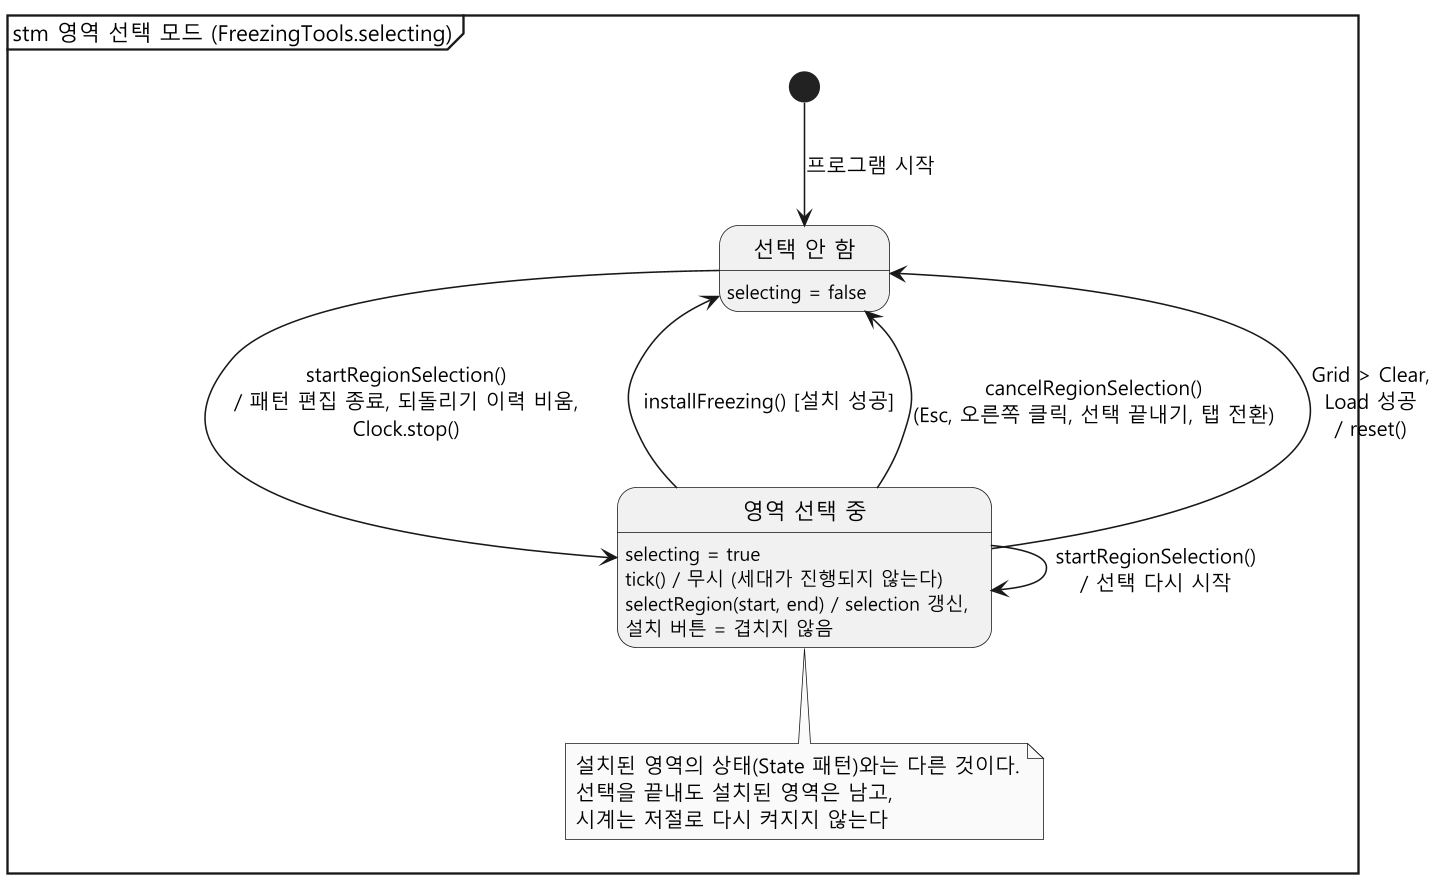 stm 영역 선택 모드 (FreezingTools.selecting)
프로그램 시작
선택 안 함
selecting = false
startRegionSelection()
/ 패턴 편집 종료, 되돌리기 이력 비움,
Clock.stop()
installFreezing() [설치 성공]
cancelRegionSelection()
(Esc, 오른쪽 클릭, 선택 끝내기, 탭 전환)
Grid > Clear,
Load 성공
/ reset()
영역 선택 중
selecting = true
tick() / 무시 (세대가 진행되지 않는다)
selectRegion(start, end) / selection 갱신,
설치 버튼 = 겹치지 않음
startRegionSelection()
/ 선택 다시 시작
설치된 영역의 상태(State 패턴)와는 다른 것이다.
선택을 끝내도 설치된 영역은 남고,
시계는 저절로 다시 켜지지 않는다